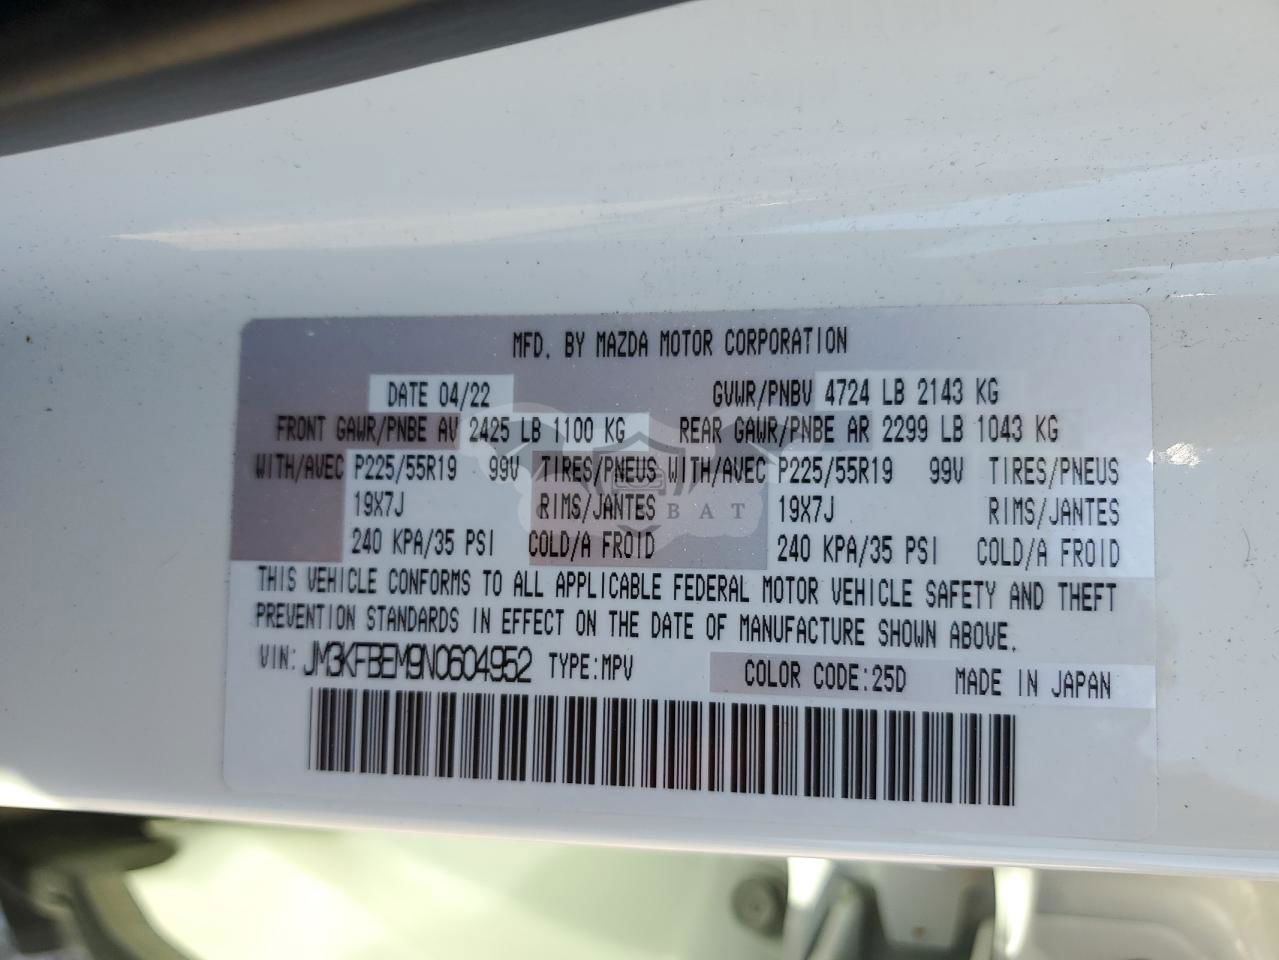 MFD. BY MAZDA MOTOR CORPORATION
DATE 04/22 GVWR/PNBV 4724 LB 2143 KG
FRONT GAWR/PNBE AV 2425 LB 1100 KG REAR GAWR/PNBE AR 2299 LB 1043 KG
WITH/AVEC P225/55R19 99V TIRES/PNEUS WITH/AVEC P225/55R19 99V TIRES/PNEUS
19X7J RIMS/JANTES 19X7J RIMS/JANTES
240 KPA/35 PSI COLD/A FROID 240 KPA/35 PSI COLD/A FROID
THIS VEHICLE CONFORMS TO ALL APPLICABLE FEDERAL MOTOR VEHICLE SAFETY AND THEFT
PREVENTION STANDARDS IN EFFECT ON THE DATE OF MANUFACTURE SHOWN ABOVE.
VIN: JM3KFBEM9N0604952 TYPE:MPV COLOR CODE:25D MADE IN JAPAN